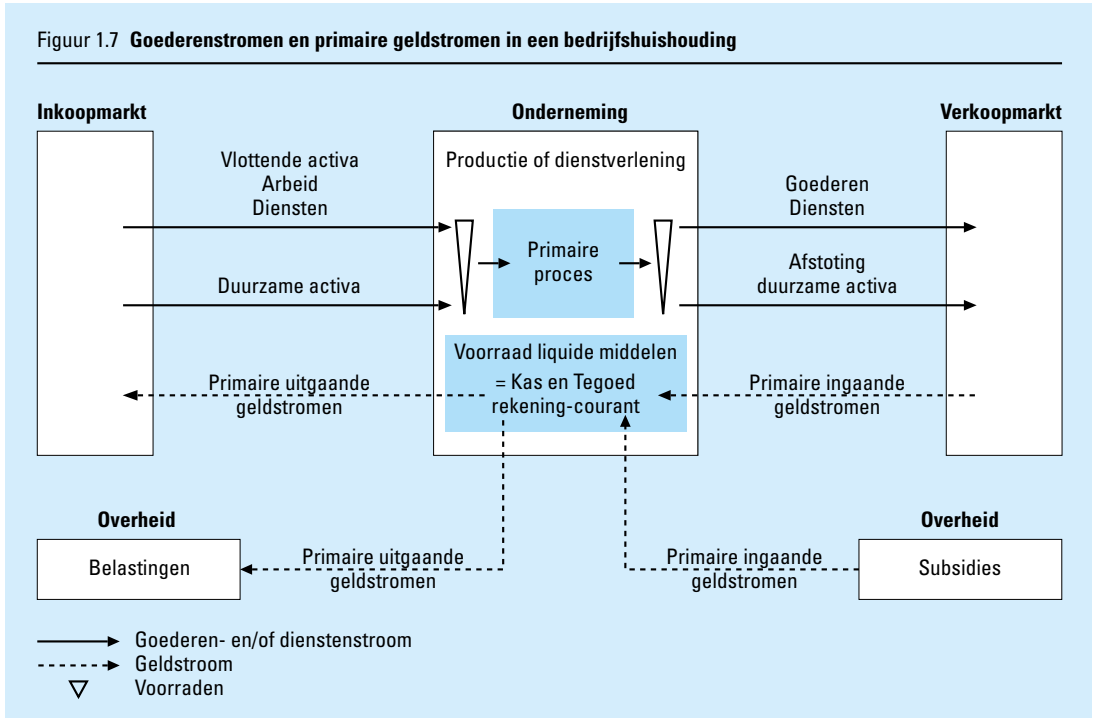 Figuur 1.7 Goederenstromen en primaire geldstromen in een bedrijfshuishouding
Inkoopmarkt
Onderneming
Verkoopmarkt
Vlottende activa
Arbeid
Diensten
Duurzame activa
Productie of dienstverlening
Primaire
proces
Goederen
Diensten
Afstoting
duurzame activa
Voorraad liquide middelen
= Kas en Tegoed
rekening-courant
Primaire uitgaande
geldstromen
Primaire ingaande
geldstromen
Overheid
Belastingen
Primaire uitgaande
geldstromen
Primaire ingaande
geldstromen
Overheid
Subsidies
Goederen- en/of dienstenstroom
Geldstroom
Voorraden